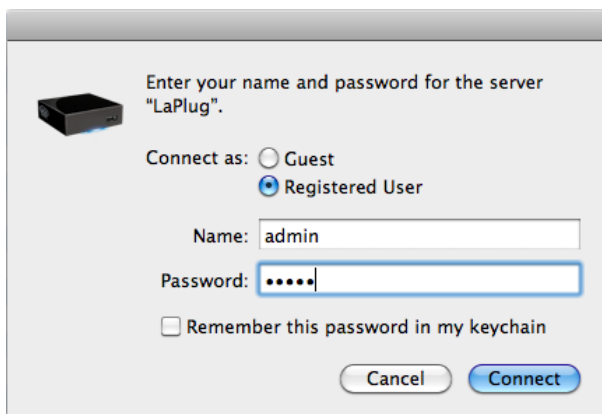 Enter your name and password for the server
“LaPlug”.
Connect as: Guest
Registered User
Name: admin
Password: •••••
Remember this password in my keychain
Cancel Connect